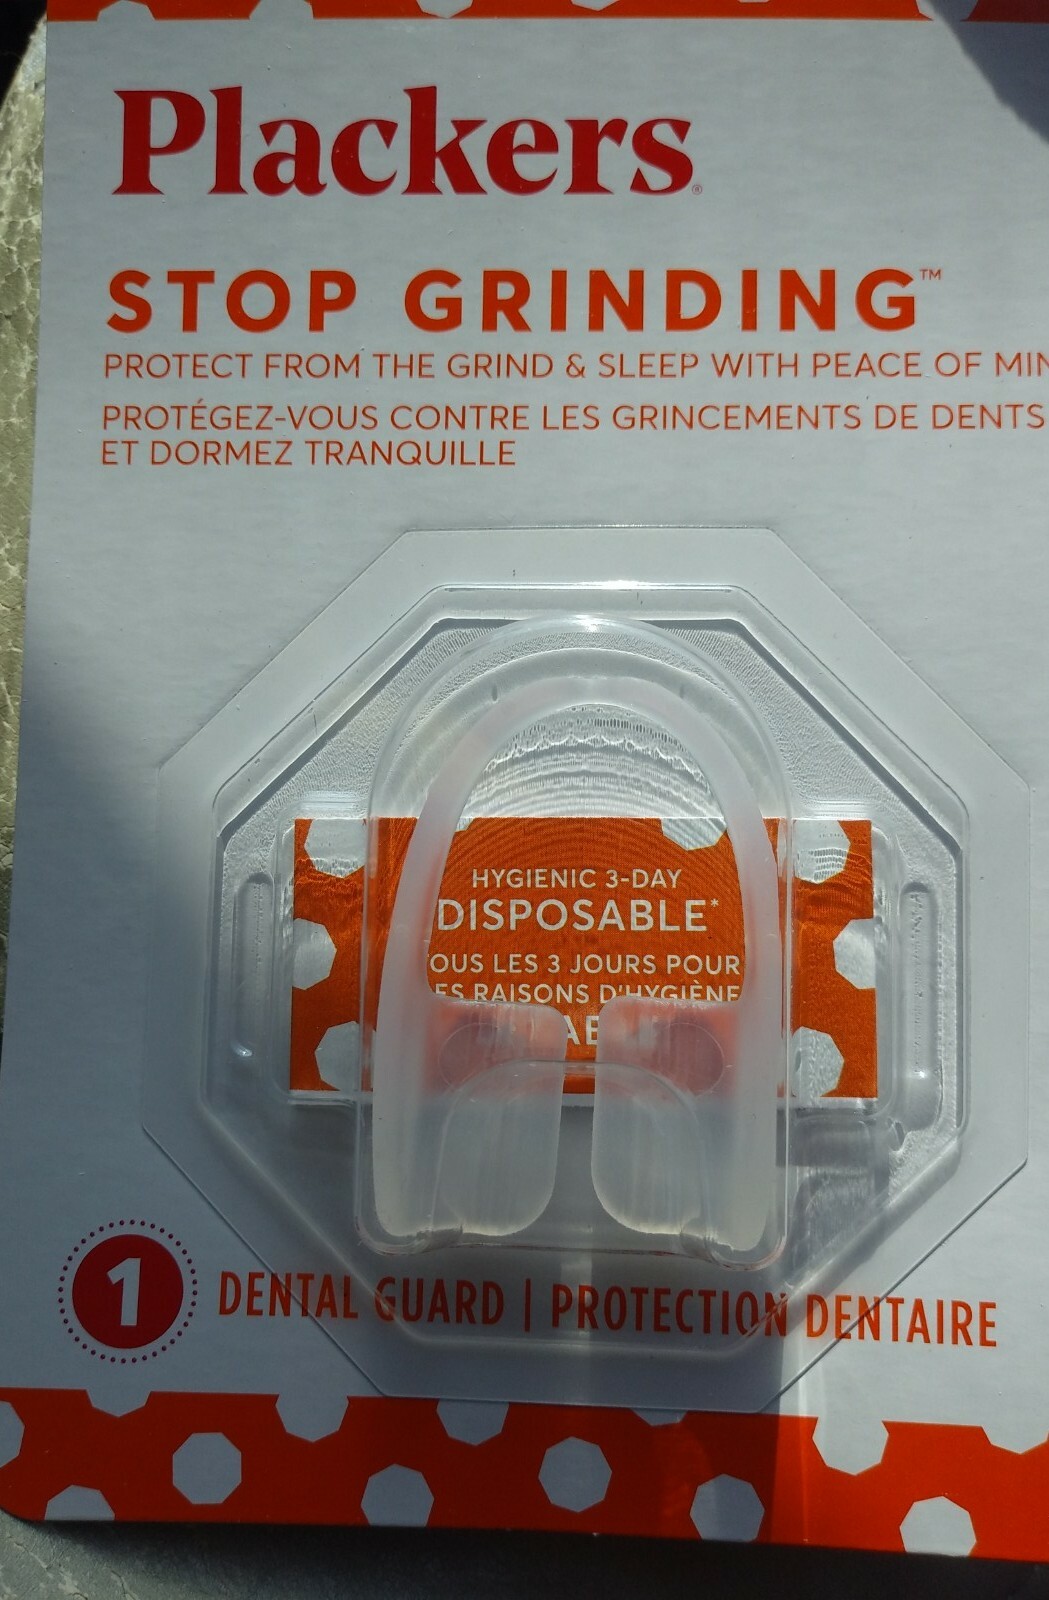 Plackers®
STOP GRINDING™
PROTECT FROM THE GRIND & SLEEP WITH PEACE OF MIN
PROTÉGEZ-VOUS CONTRE LES GRINCEMENTS DE DENTS
ET DORMEZ TRANQUILLE
HYGIENIC 3-DAY
DISPOSABLE*
OUS LES 3 JOURS POUR
ES RAISONS D'HYGIÈNE
1 DENTAL GUARD | PROTECTION DENTAIRE